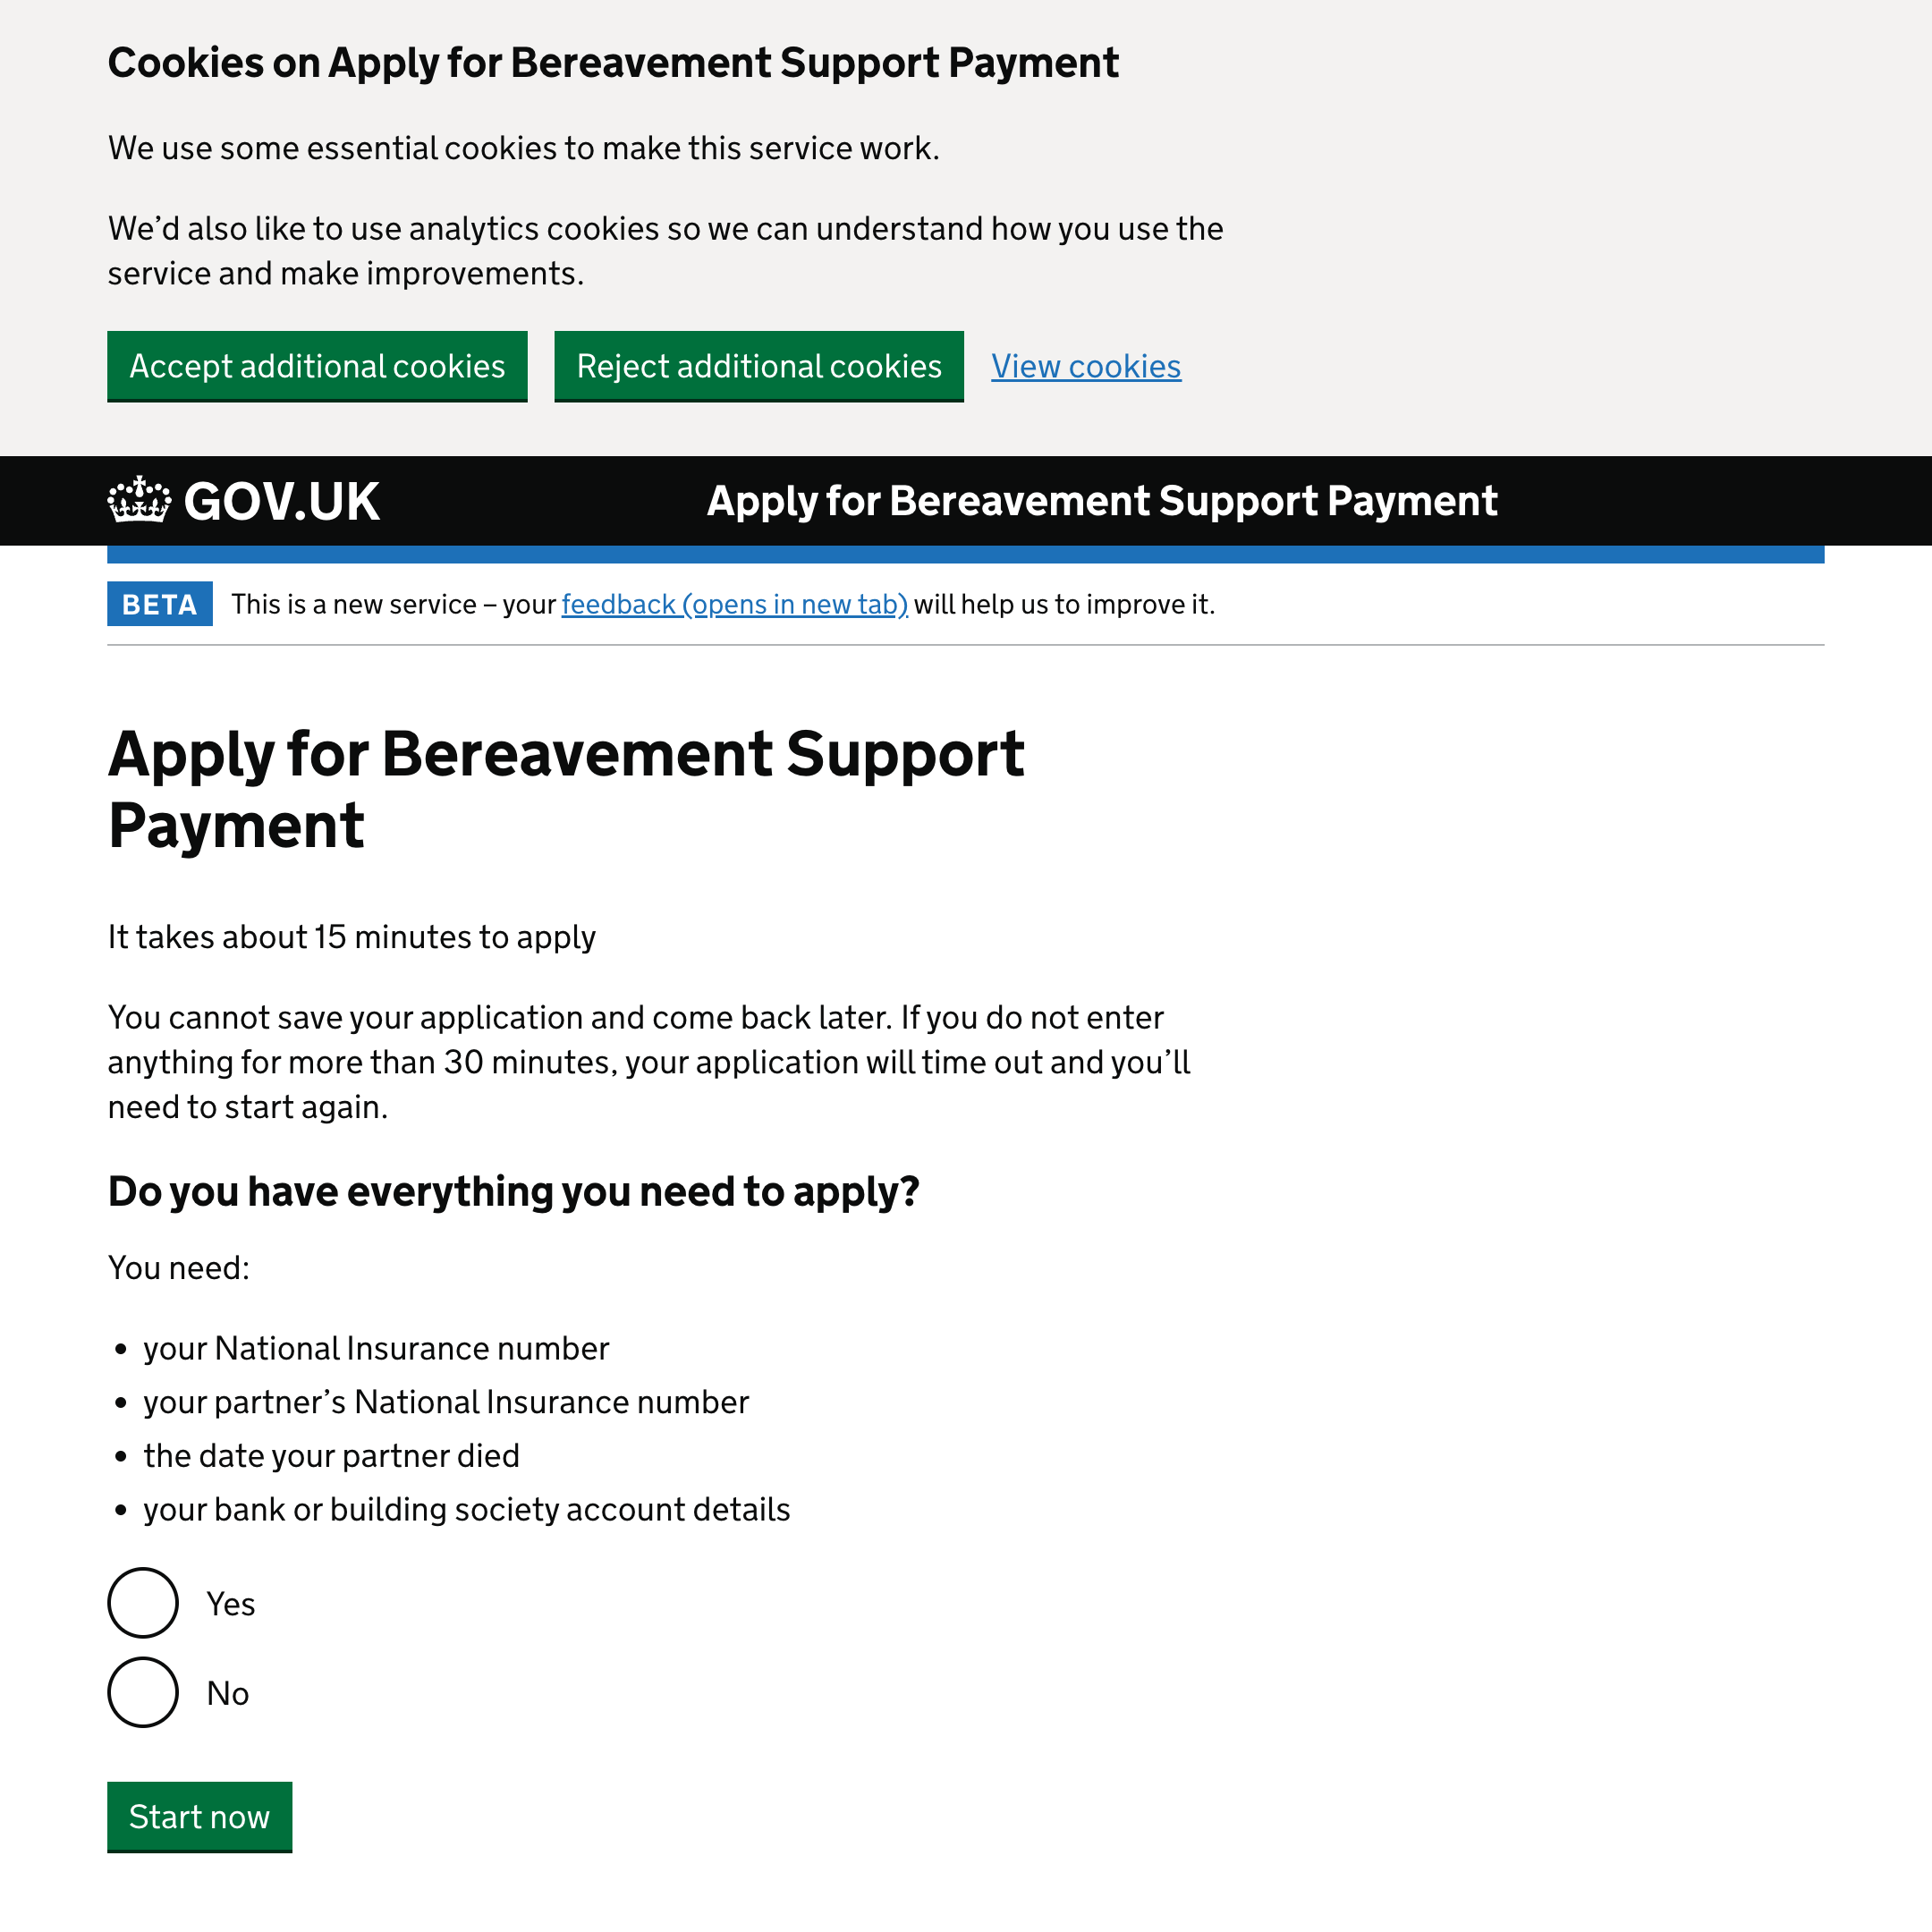 Cookies on Apply for Bereavement Support Payment
We use some essential cookies to make this service work.
We’d also like to use analytics cookies so we can understand how you use the
service and make improvements.
Accept additional cookies
Reject additional cookies
View cookies
GOV.UK
Apply for Bereavement Support Payment
BETA
This is a new service – your feedback (opens in new tab) will help us to improve it.
Apply for Bereavement Support
Payment
It takes about 15 minutes to apply
You cannot save your application and come back later. If you do not enter
anything for more than 30 minutes, your application will time out and you’ll
need to start again.
Do you have everything you need to apply?
You need:
• your National Insurance number
• your partner’s National Insurance number
• the date your partner died
• your bank or building society account details
Yes
No
Start now